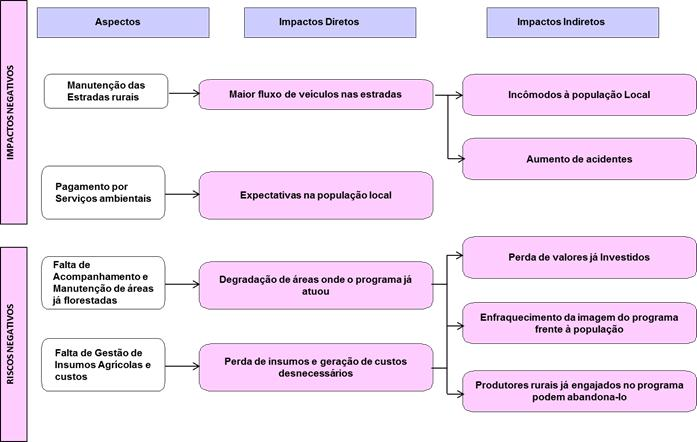 Aspectos
Impactos Diretos
Impactos Indiretos
IMPACTOS NEGATIVOS
Manutenção das
Estradas rurais
Maior fluxo de veiculos nas estradas
Incômodos à população Local
Aumento de acidentes
Pagamento por
Serviços ambientais
Expectativas na população local
RISCOS NEGATIVOS
Falta de
Acompanhamento e
Manutenção de áreas
já florestadas
Degradação de áreas onde o programa já
atuou
Perda de valores já Investidos
Enfraquecimento da imagem do programa
frente à população
Falta de Gestão de
Insumos Agrícolas e
custos
Perda de insumos e geração de custos
desnecessários
Produtores rurais já engajados no programa
podem abandona-lo